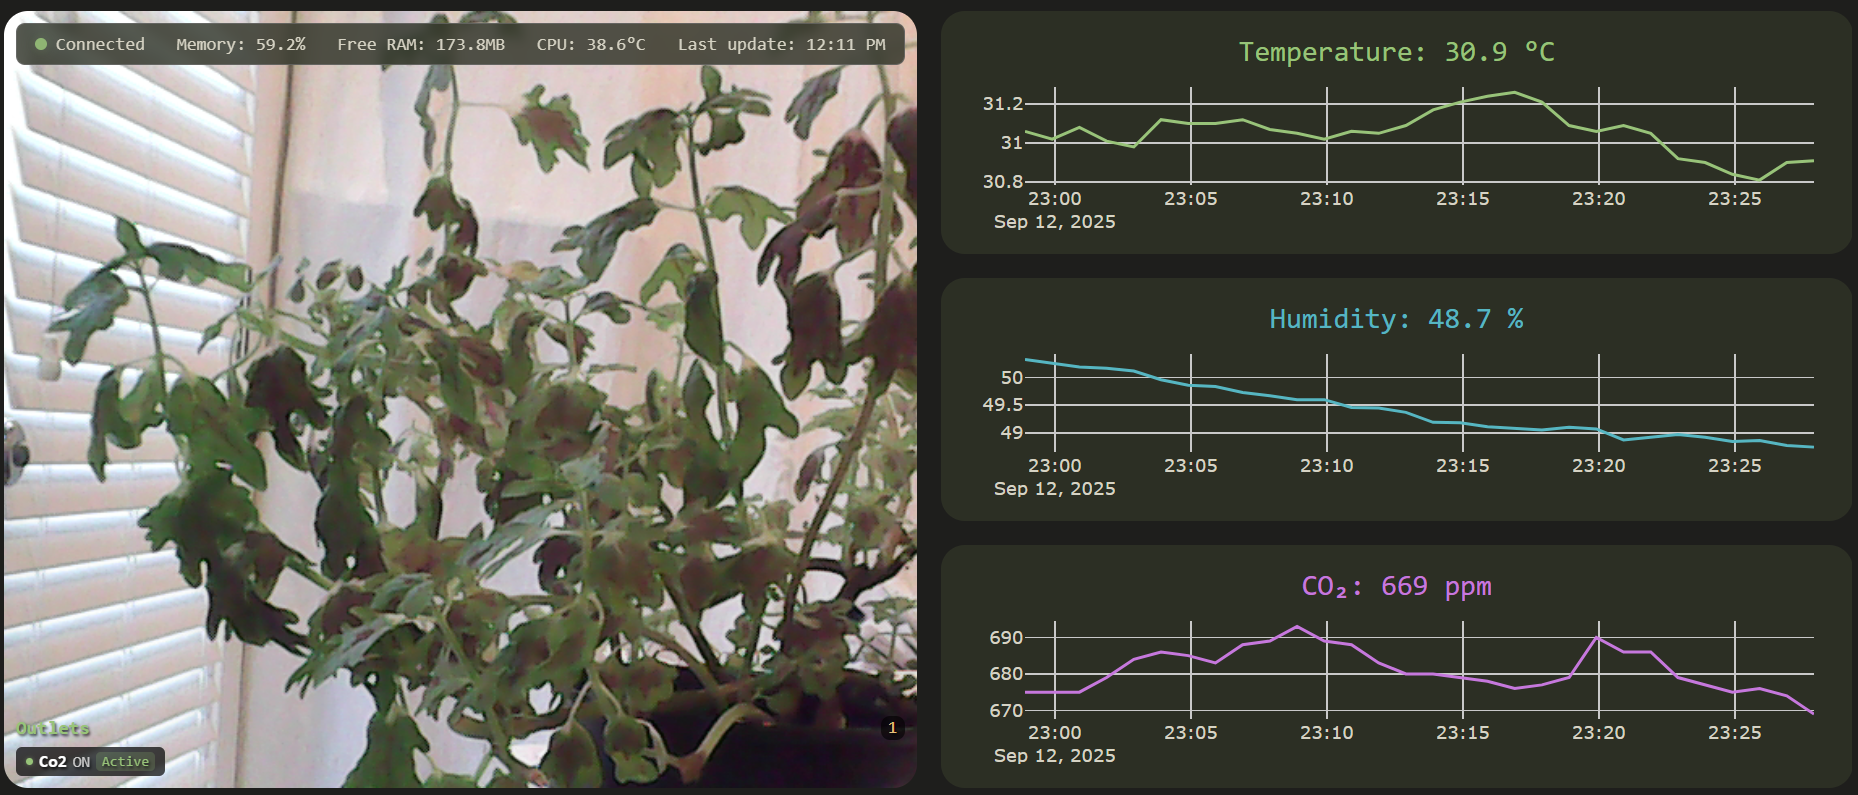 Connected Memory: 59.2% Free RAM: 173.8MB CPU: 38.6°C Last update: 12:11 PM
Outlets
Co2 ON Active
1
Temperature: 30.9 °C
31.2
31
30.8
23:00 23:05 23:10 23:15 23:20 23:25
Sep 12, 2025
Humidity: 48.7 %
50
49.5
49
23:00 23:05 23:10 23:15 23:20 23:25
Sep 12, 2025
CO₂: 669 ppm
690
680
670
23:00 23:05 23:10 23:15 23:20 23:25
Sep 12, 2025